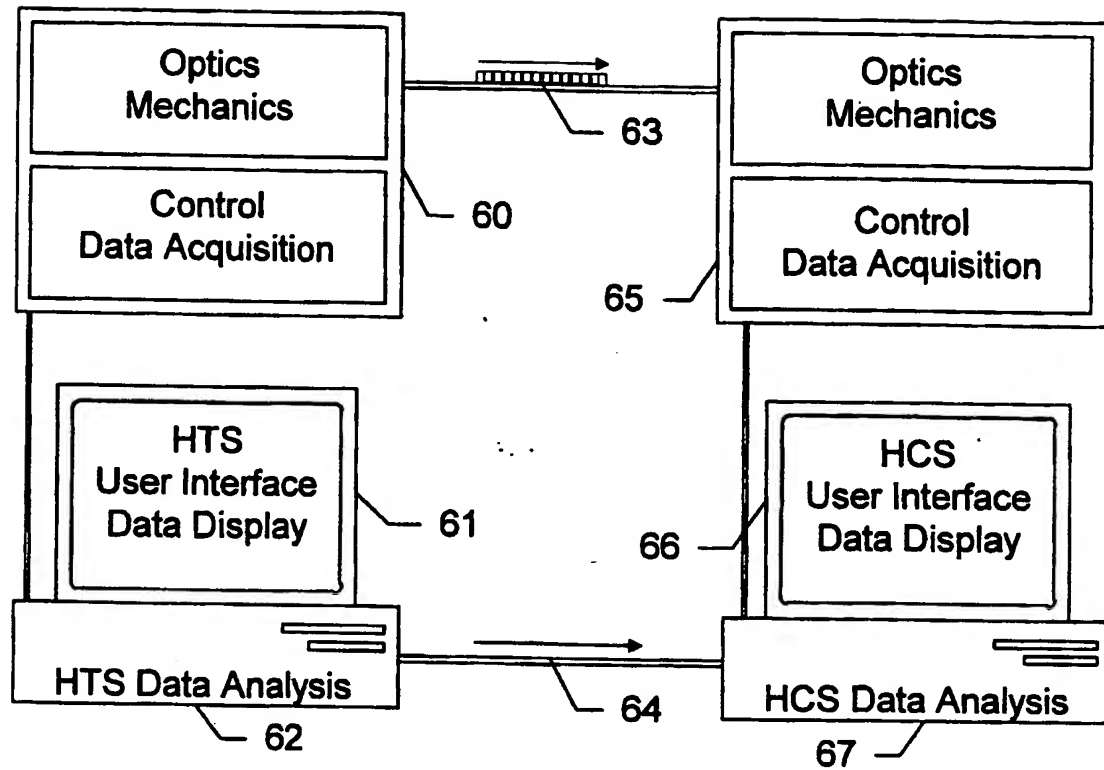 Optics
Mechanics
Control
Data Acquisition
60
63
Optics
Mechanics
Control
Data Acquisition
65
HTS
User Interface
Data Display
61
HTS Data Analysis
62
64
HCS
User Interface
Data Display
66
HCS Data Analysis
67